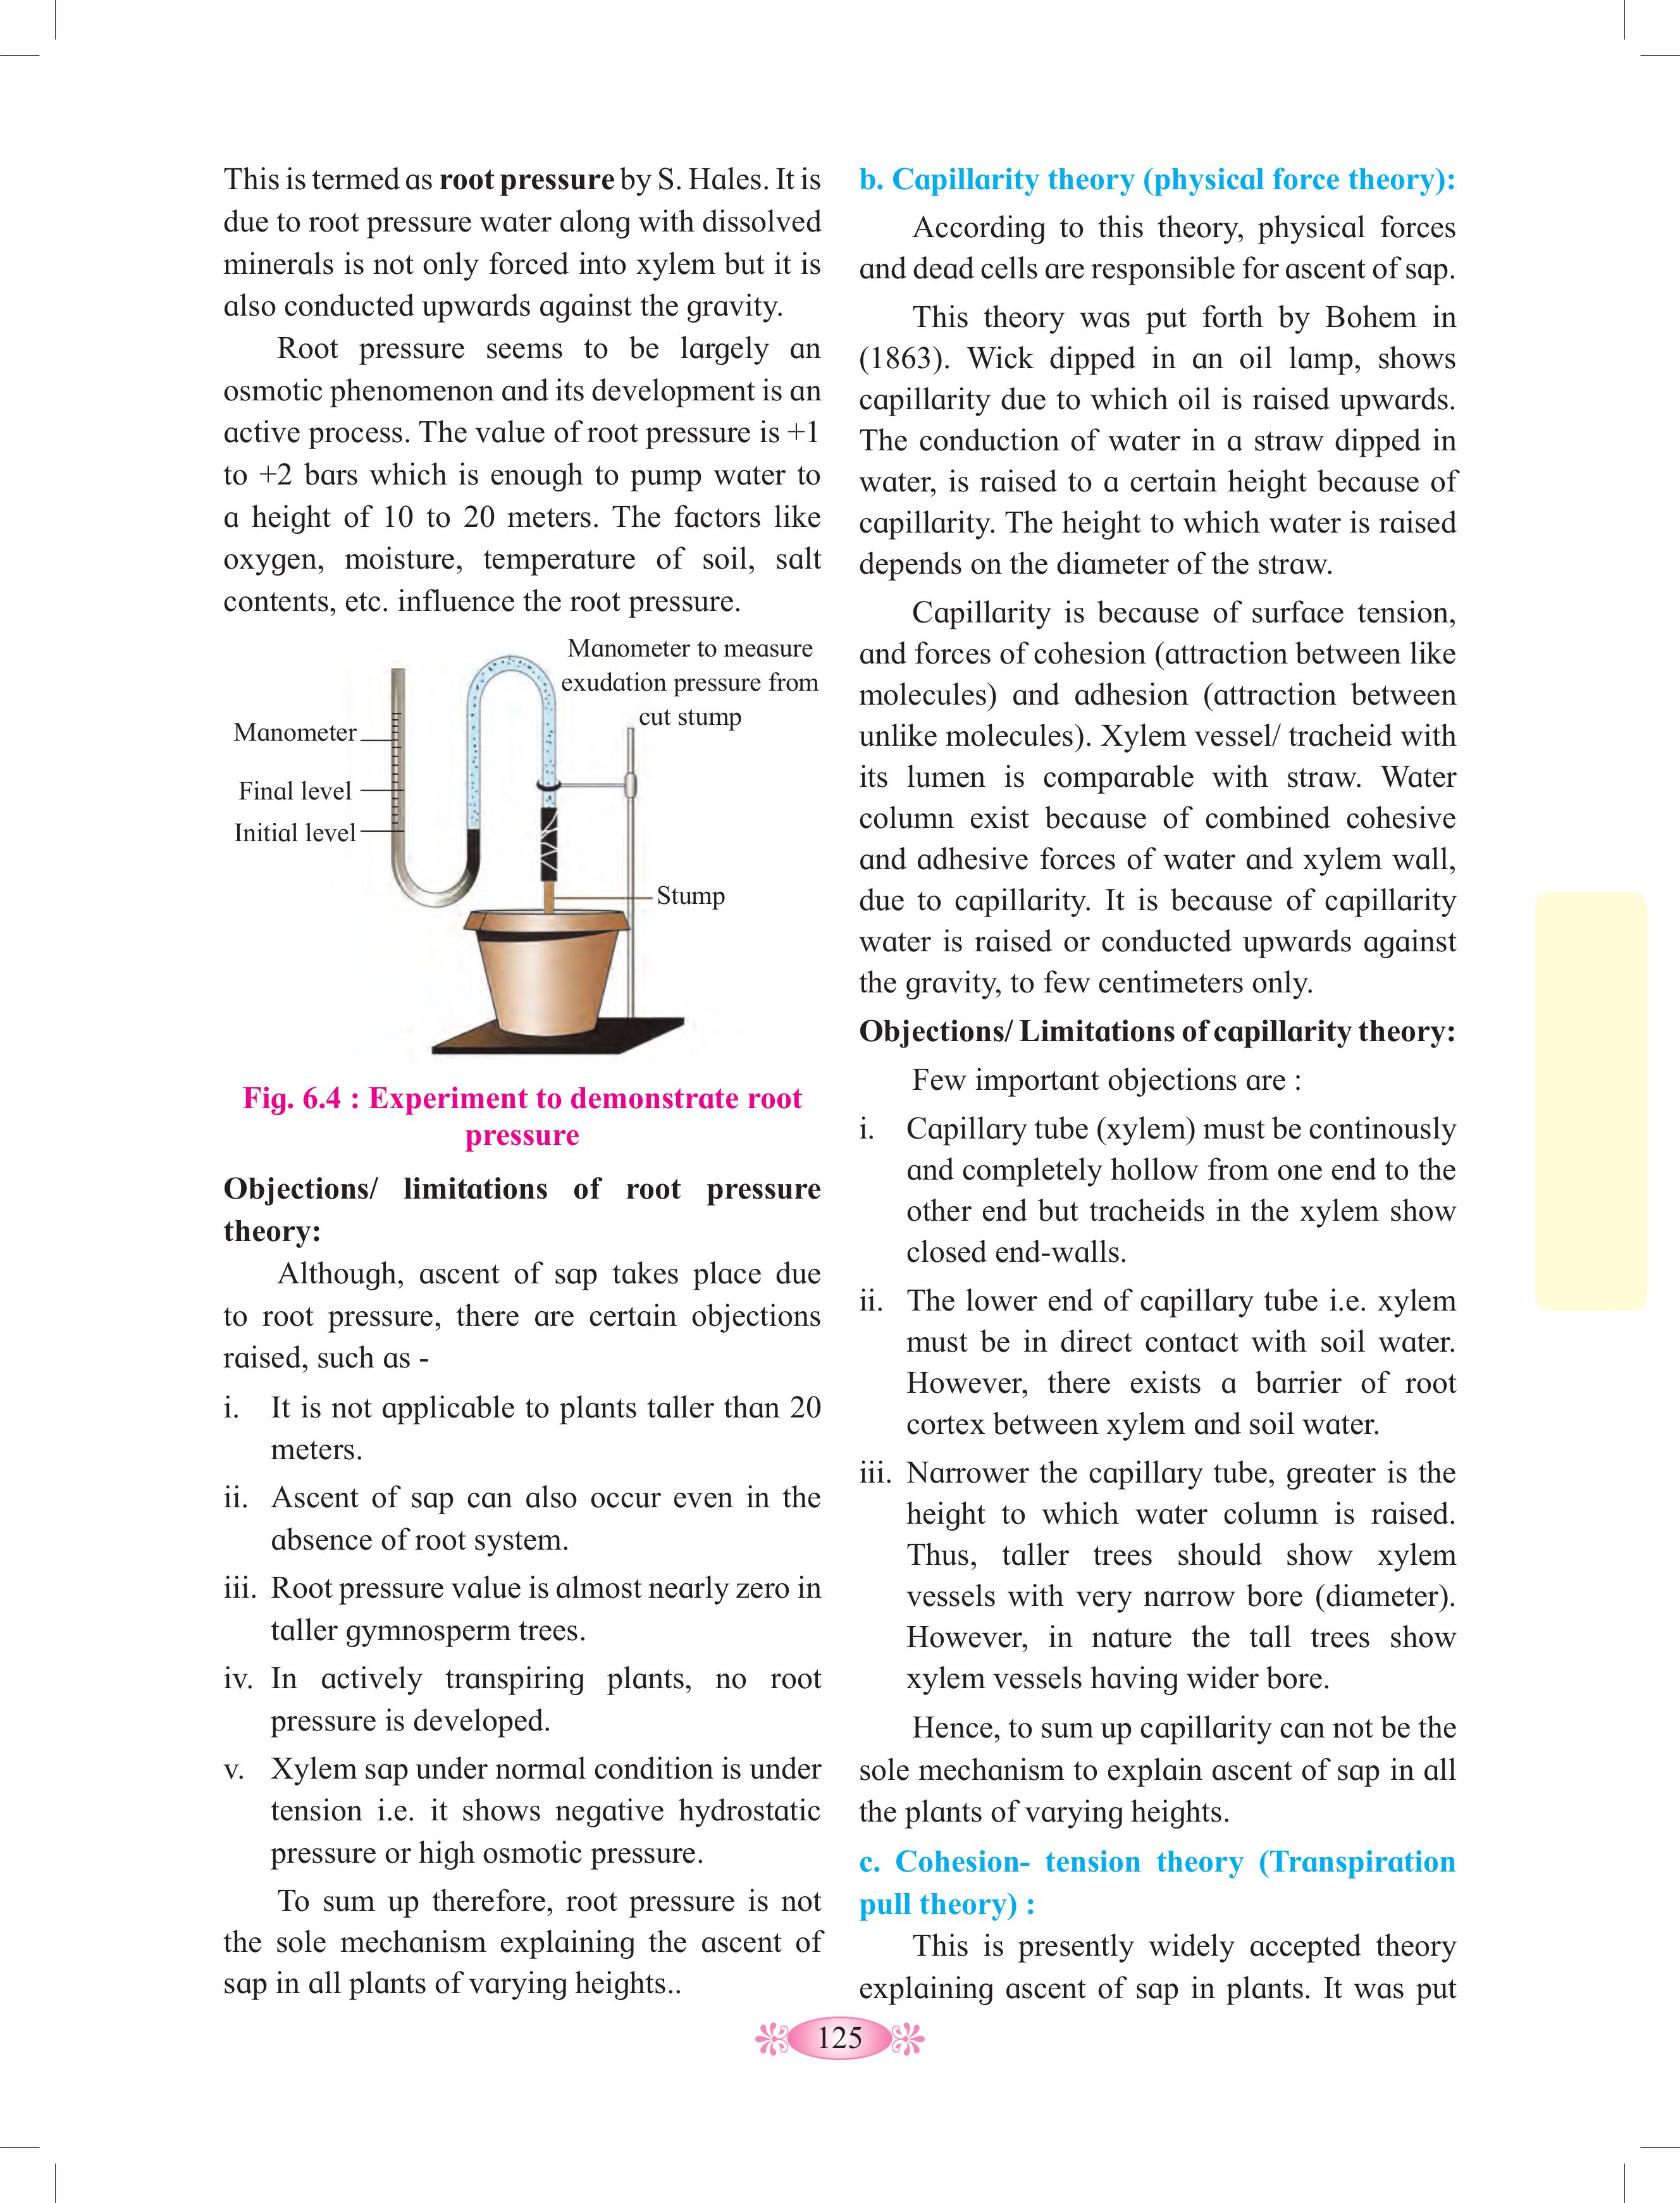 This is termed as root pressure by S. Hales. It is
due to root pressure water along with dissolved
minerals is not only forced into xylem but it is
also conducted upwards against the gravity.
Root pressure seems to be largely an
osmotic phenomenon and its development is an
active process. The value of root pressure is +1
to +2 bars which is enough to pump water to
a height of 10 to 20 meters. The factors like
oxygen, moisture, temperature of soil, salt
contents, etc. influence the root pressure.
Manometer to measure
exudation pressure from
cut stump
Manometer
Final level
Initial level
Stump
Fig. 6.4 : Experiment to demonstrate root
pressure
Objections/ limitations of root pressure
theory:
Although, ascent of sap takes place due
to root pressure, there are certain objections
raised, such as -
i. It is not applicable to plants taller than 20
meters.
ii. Ascent of sap can also occur even in the
absence of root system.
iii. Root pressure value is almost nearly zero in
taller gymnosperm trees.
iv. In actively transpiring plants, no root
pressure is developed.
v. Xylem sap under normal condition is under
tension i.e. it shows negative hydrostatic
pressure or high osmotic pressure.
To sum up therefore, root pressure is not
the sole mechanism explaining the ascent of
sap in all plants of varying heights..
b. Capillarity theory (physical force theory):
According to this theory, physical forces
and dead cells are responsible for ascent of sap.
This theory was put forth by Bohem in
(1863). Wick dipped in an oil lamp, shows
capillarity due to which oil is raised upwards.
The conduction of water in a straw dipped in
water, is raised to a certain height because of
capillarity. The height to which water is raised
depends on the diameter of the straw.
Capillarity is because of surface tension,
and forces of cohesion (attraction between like
molecules) and adhesion (attraction between
unlike molecules). Xylem vessel/ tracheid with
its lumen is comparable with straw. Water
column exist because of combined cohesive
and adhesive forces of water and xylem wall,
due to capillarity. It is because of capillarity
water is raised or conducted upwards against
the gravity, to few centimeters only.
Objections/ Limitations of capillarity theory:
Few important objections are :
i. Capillary tube (xylem) must be continously
and completely hollow from one end to the
other end but tracheids in the xylem show
closed end-walls.
ii. The lower end of capillary tube i.e. xylem
must be in direct contact with soil water.
However, there exists a barrier of root
cortex between xylem and soil water.
iii. Narrower the capillary tube, greater is the
height to which water column is raised.
Thus, taller trees should show xylem
vessels with very narrow bore (diameter).
However, in nature the tall trees show
xylem vessels having wider bore.
Hence, to sum up capillarity can not be the
sole mechanism to explain ascent of sap in all
the plants of varying heights.
c. Cohesion- tension theory (Transpiration
pull theory) :
This is presently widely accepted theory
explaining ascent of sap in plants. It was put
125